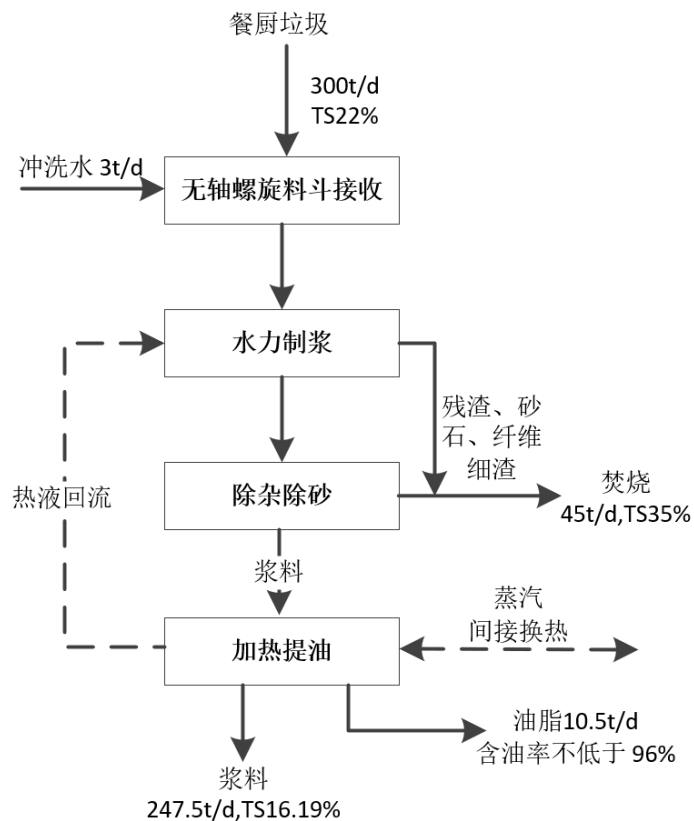 餐厨垃圾
300t/d
TS22%
冲洗水 3t/d
无轴螺旋料斗接收
水力制浆
残渣、砂
石、纤维
细渣
热液回流
除杂除砂
焚烧
45t/d,TS35%
浆料
蒸汽
间接换热
加热提油
油脂10.5t/d
含油率不低于 96%
浆料
247.5t/d,TS16.19%